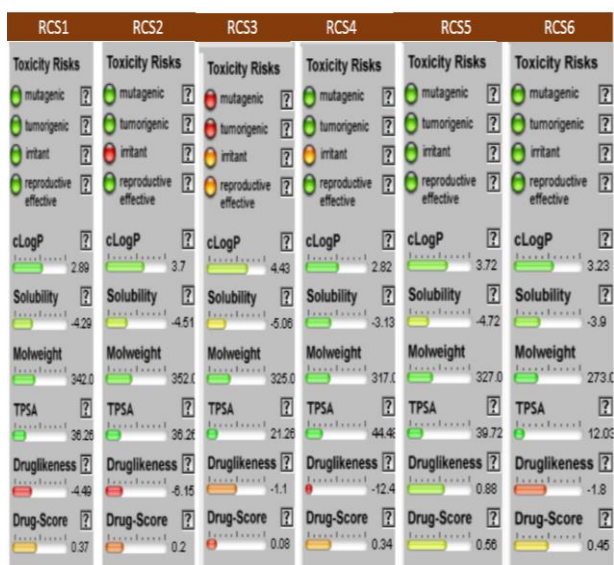 RCS1
Toxicity Risks
mutagenic ?
tumorigenic ?
irritant ?
reproductive effective ?
cLogP ?
2.89
Solubility ?
-4.29
Molweight
342.0
TPSA ?
36.26
Druglikeness ?
-4.49
Drug-Score ?
0.37
RCS2
Toxicity Risks
mutagenic ?
tumorigenic ?
irritant ?
reproductive effective ?
cLogP ?
3.7
Solubility ?
-4.51
Molweight
352.0
TPSA ?
36.26
Druglikeness ?
-6.15
Drug-Score ?
0.2
RCS3
Toxicity Risks
mutagenic ?
tumorigenic ?
irritant ?
reproductive effective ?
cLogP ?
4.43
Solubility ?
-5.06
Molweight
325.0
TPSA ?
21.26
Druglikeness ?
-1.1
Drug-Score ?
0.08
RCS4
Toxicity Risks
mutagenic ?
tumorigenic ?
irritant ?
reproductive effective ?
cLogP ?
2.82
Solubility ?
-3.13
Molweight
317.0
TPSA ?
44.48
Druglikeness ?
-12.4
Drug-Score ?
0.34
RCS5
Toxicity Risks
mutagenic ?
tumorigenic ?
irritant ?
reproductive effective ?
cLogP ?
3.72
Solubility ?
-4.72
Molweight
327.0
TPSA ?
39.72
Druglikeness ?
0.88
Drug-Score ?
0.56
RCS6
Toxicity Risks
mutagenic ?
tumorigenic ?
irritant ?
reproductive effective ?
cLogP ?
3.23
Solubility ?
-3.9
Molweight
273.0
TPSA ?
12.03
Druglikeness ?
-1.8
Drug-Score ?
0.45